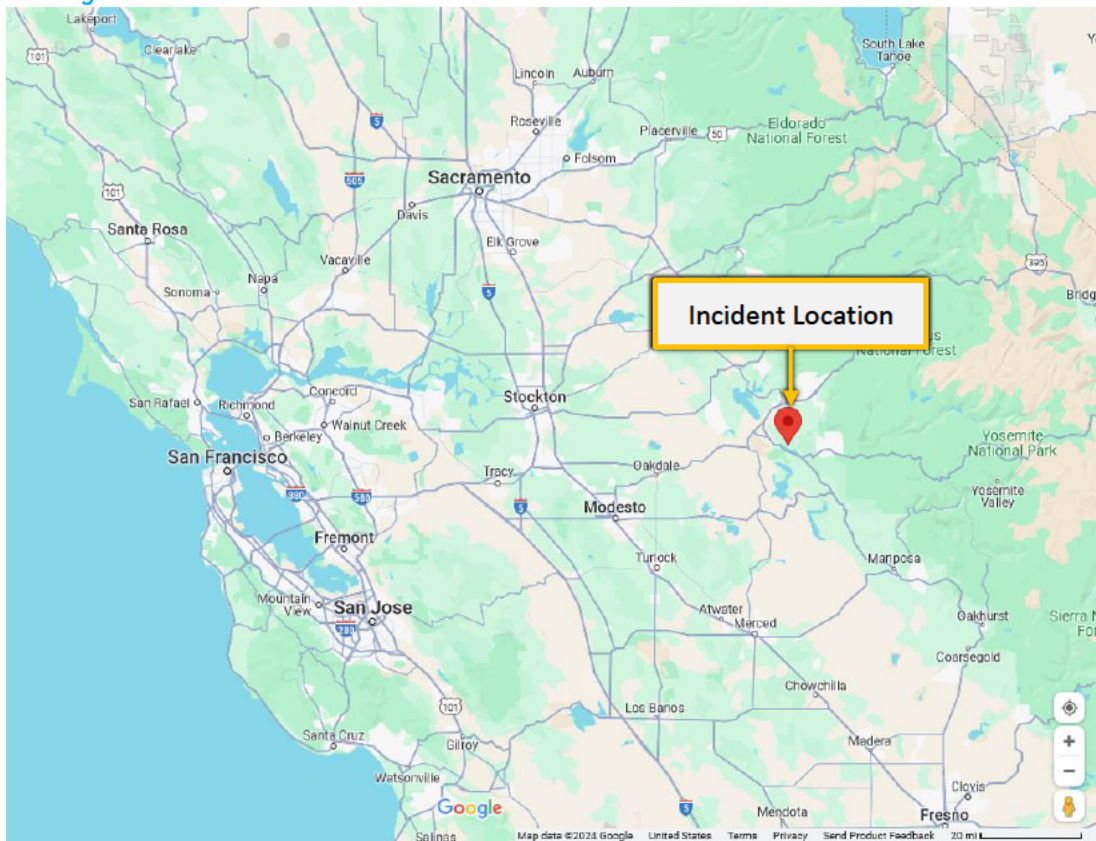 Lakeport
101
Clearlake
South Lake
Tahoe
Lincoln
Auburn
5
Roseville
Placerville
50
Eldorado
National Forest
Folsom
505
Sacramento
101
Davis
Santa Rosa
Elk Grove
Vacaville
395
Napa
Sonoma
5
Incident Location
National Forest
Concord
Stockton
San Rafael
Richmond
Walnut Creek
Berkeley
Yosemite
National Park
San Francisco
Tracy
Oakdale
880
580
Yosemite
Valley
5
Modesto
Fremont
Turlock
Mariposa
Mountain
View
San Jose
280
Atwater
Merced
Oakhurst
Coarsegold
Chowchilla
101
Los Banos
Santa Cruz
Gilroy
Madera
Watsonville
Clovis
Google
5
Mendota
Fresno
Salinas
Map data ©2024 Google United States Terms Privacy Send Product Feedback 20 mi